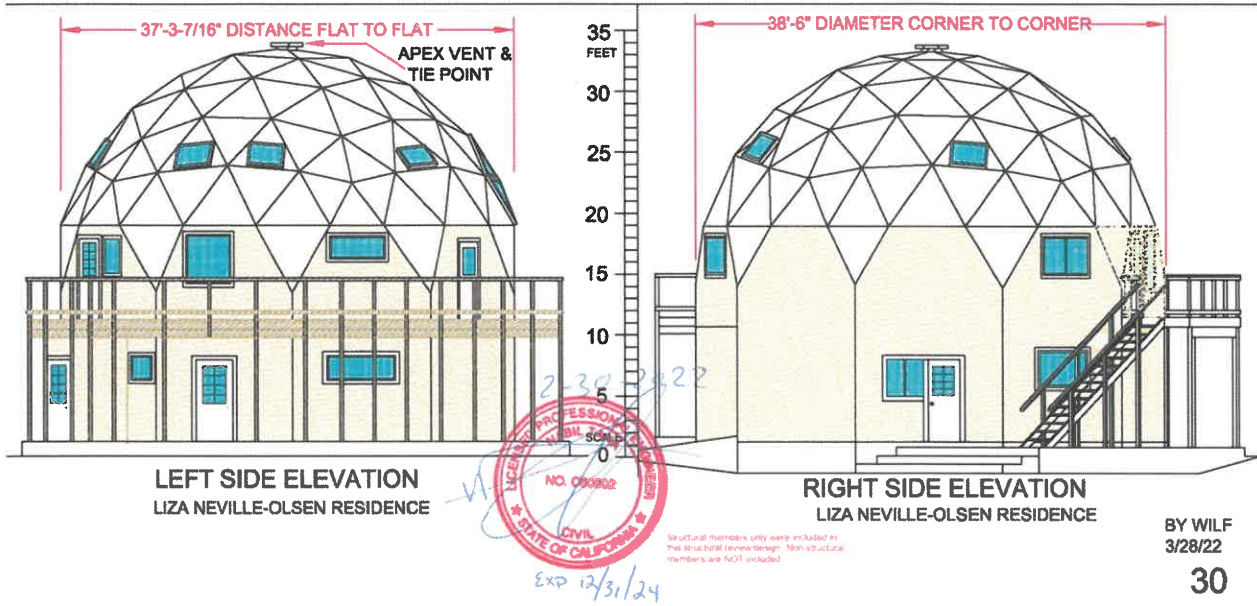 37'-3-7/16" DISTANCE FLAT TO FLAT
APEX VENT &
TIE POINT
35
FEET
30
25
20
15
10
5
SCALE
0
38'-6" DIAMETER CORNER TO CORNER
LEFT SIDE ELEVATION
LIZA NEVILLE-OLSEN RESIDENCE
LICENSED PROFESSIONAL ENGINEER
NABIL
NO.
CIVIL
STATE OF CALIFORNIA
EXP 12/31/24
Structural members only were included in
this structural review/design. Non-structural
members are NOT included
RIGHT SIDE ELEVATION
LIZA NEVILLE-OLSEN RESIDENCE
BY WILF
3/28/22
30